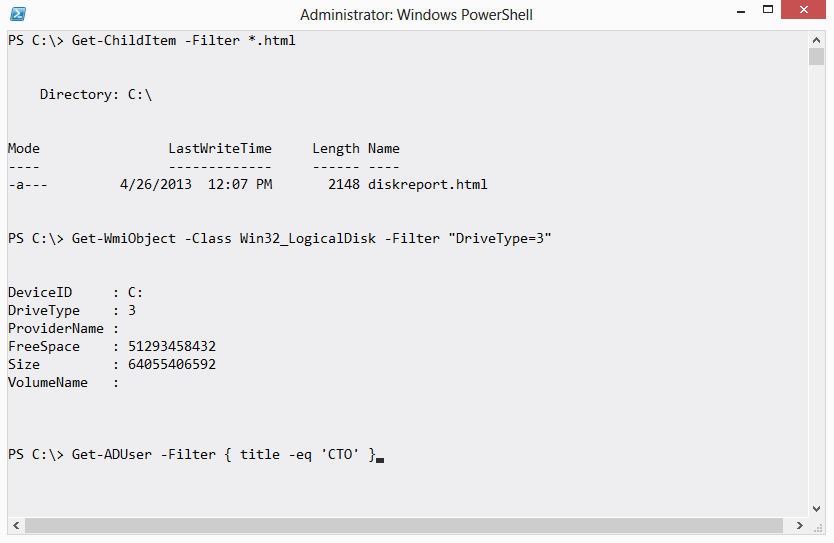 Administrator: Windows PowerShell
PS C:\> Get-ChildItem -Filter *.html
Directory: C:\
Mode                LastWriteTime     Length Name
----                -------------     ------ ----
-a---         4/26/2013  12:07 PM       2148 diskreport.html
PS C:\> Get-WmiObject -Class Win32_LogicalDisk -Filter "DriveType=3"
DeviceID     : C:
DriveType    : 3
ProviderName :
FreeSpace    : 51293458432
Size         : 64055406592
VolumeName   :
PS C:\> Get-ADUser -Filter { title -eq 'CTO' }